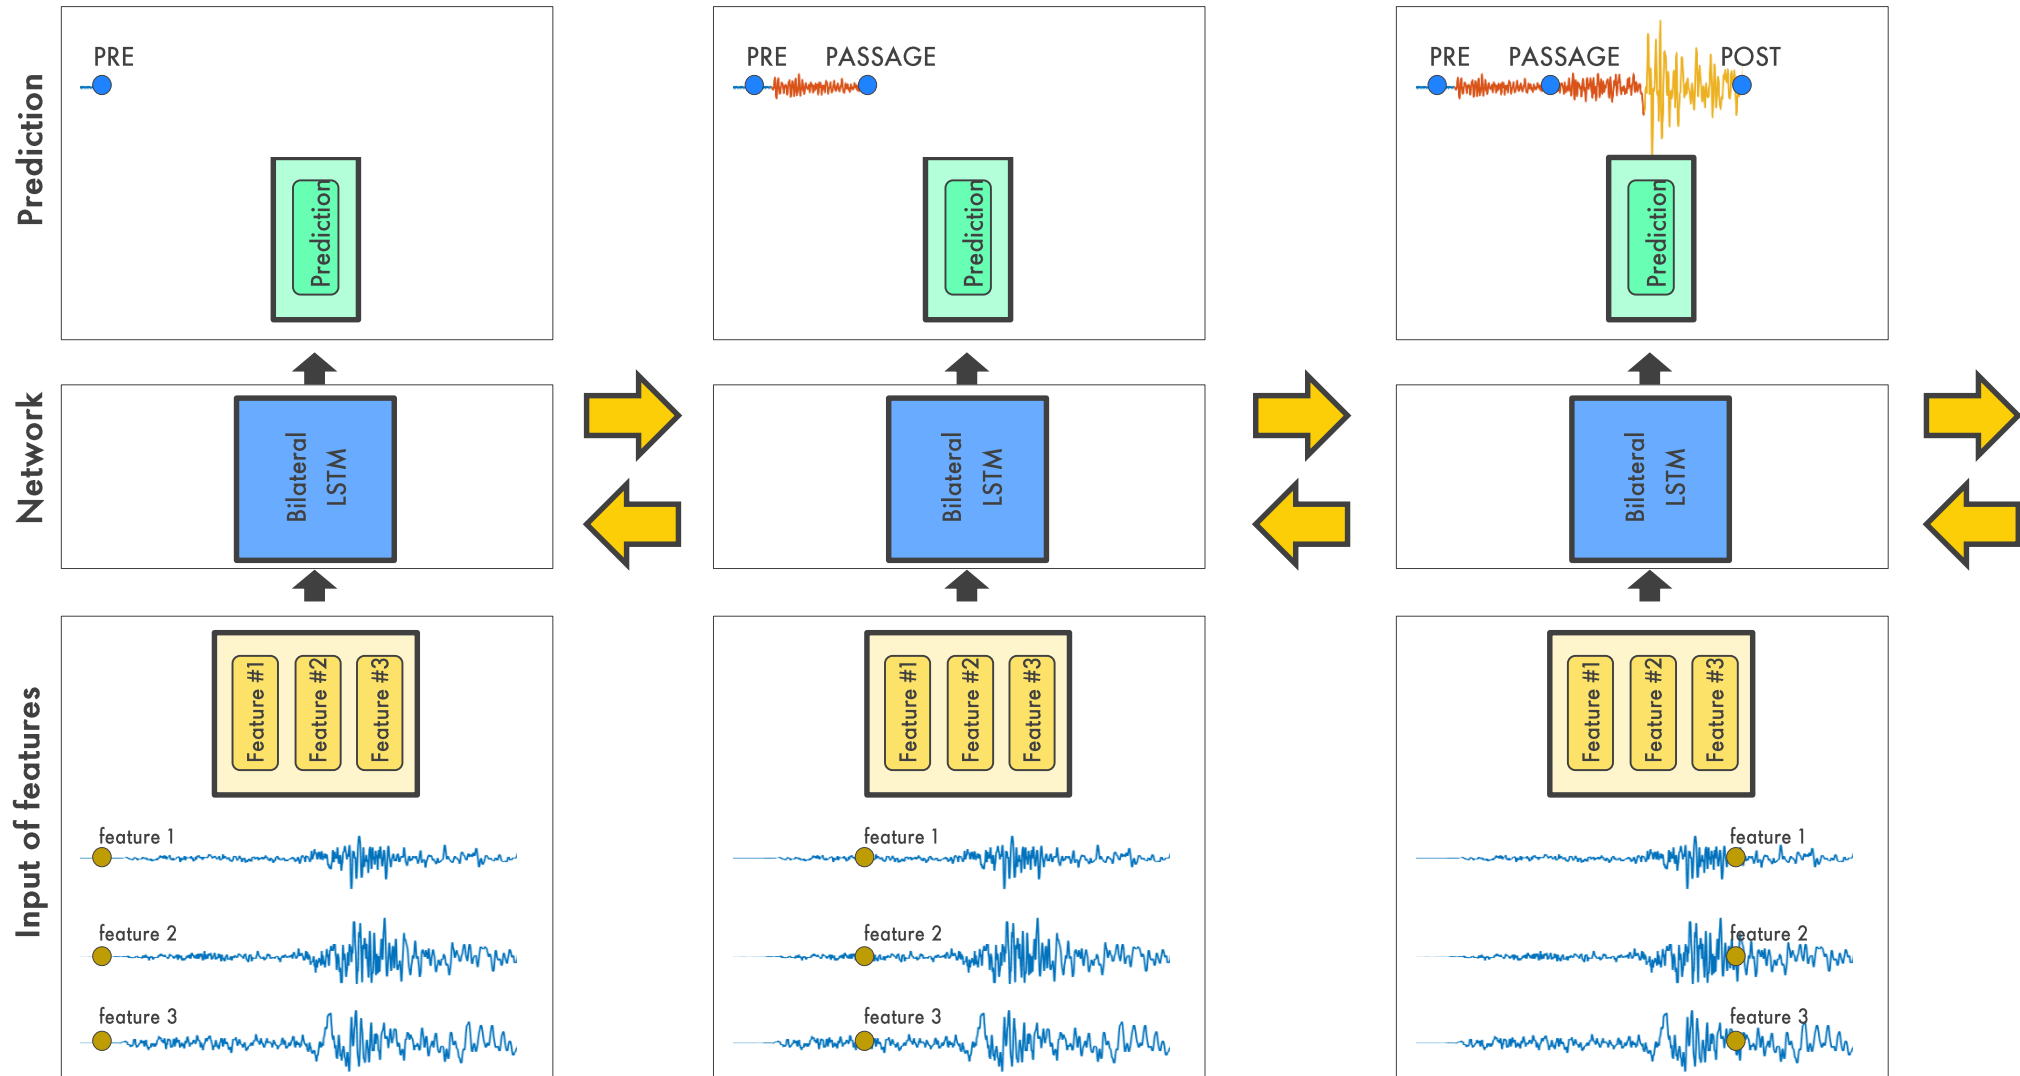 Prediction
PRE
Prediction
PRE PASSAGE
Prediction
PRE PASSAGE POST
Prediction
Network
Bilateral
LSTM
Bilateral
LSTM
Bilateral
LSTM
Input of features
Feature #1
Feature #2
Feature #3
feature 1
feature 2
feature 3
Feature #1
Feature #2
Feature #3
feature 1
feature 2
feature 3
Feature #1
Feature #2
Feature #3
feature 1
feature 2
feature 3